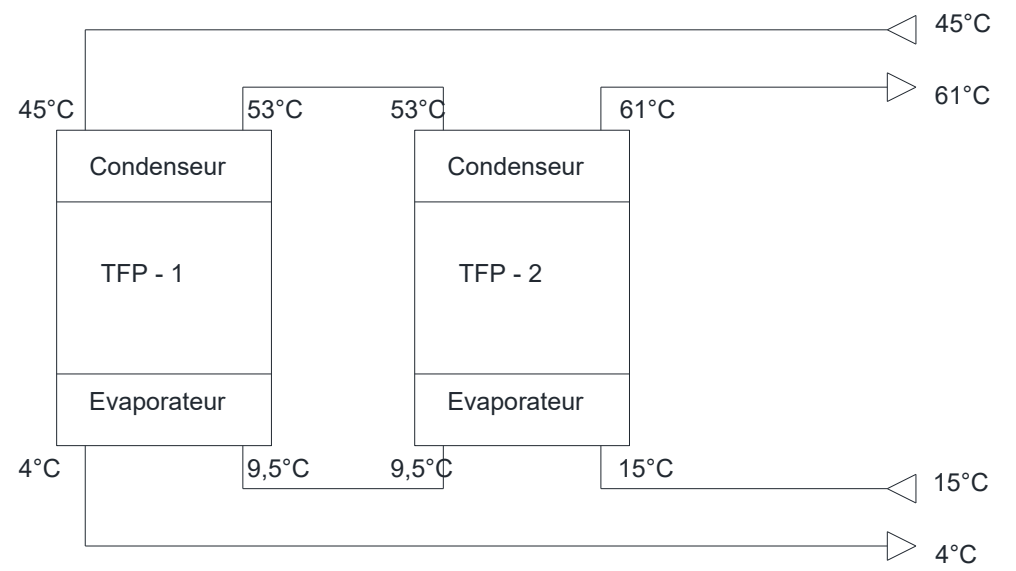 45°C
61°C
45°C
53°C
53°C
61°C
Condenseur
Condenseur
TFP - 1
TFP - 2
Evaporateur
Evaporateur
4°C
9,5°C
9,5°C
15°C
15°C
4°C